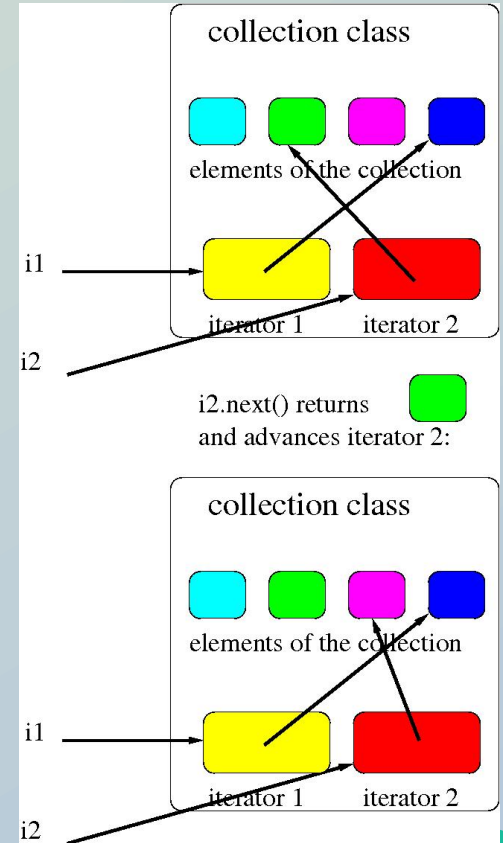 collection class
elements of the collection
i1
iterator 1 iterator 2
i2
i2.next() returns
and advances iterator 2:
collection class
elements of the collection
i1
iterator 1 iterator 2
i2